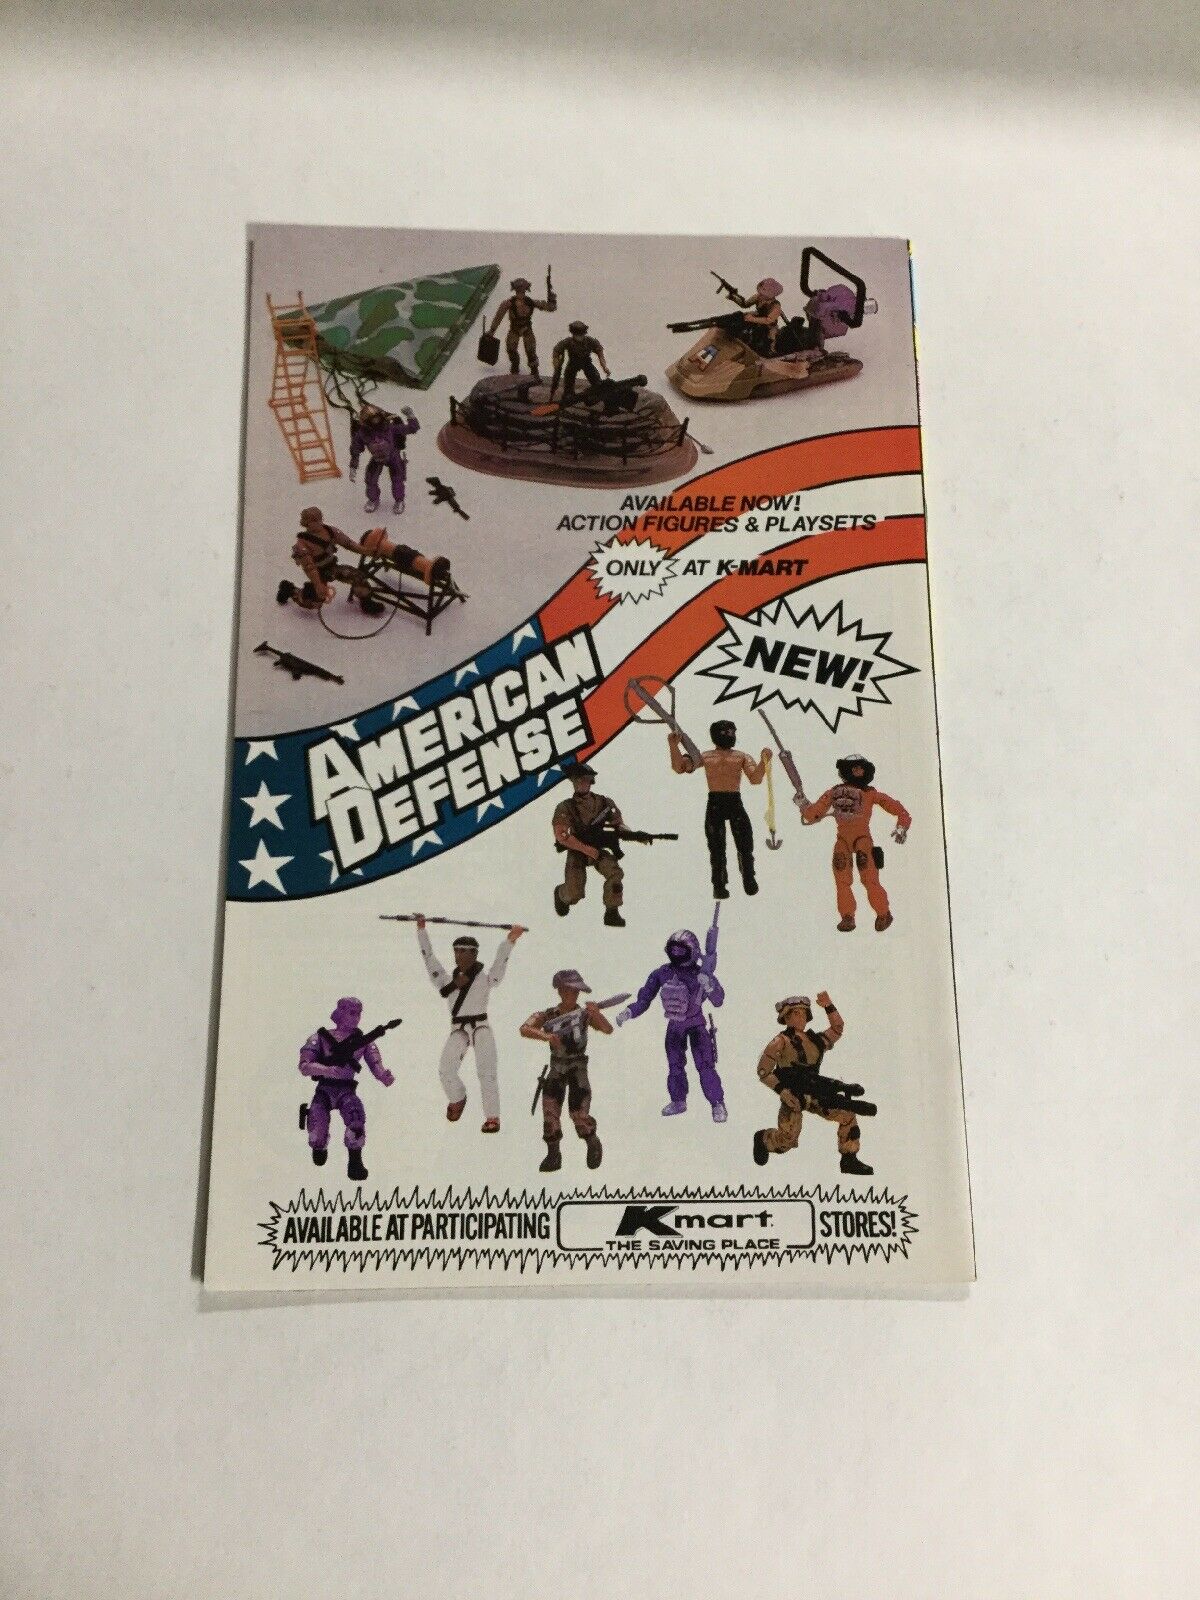 AVAILABLE NOW!
ACTION FIGURES & PLAYSETS
ONLY AT K-MART
NEW!
AMERICAN
DEFENSE
AVAILABLE AT PARTICIPATING Kmart STORES!
THE SAVING PLACE